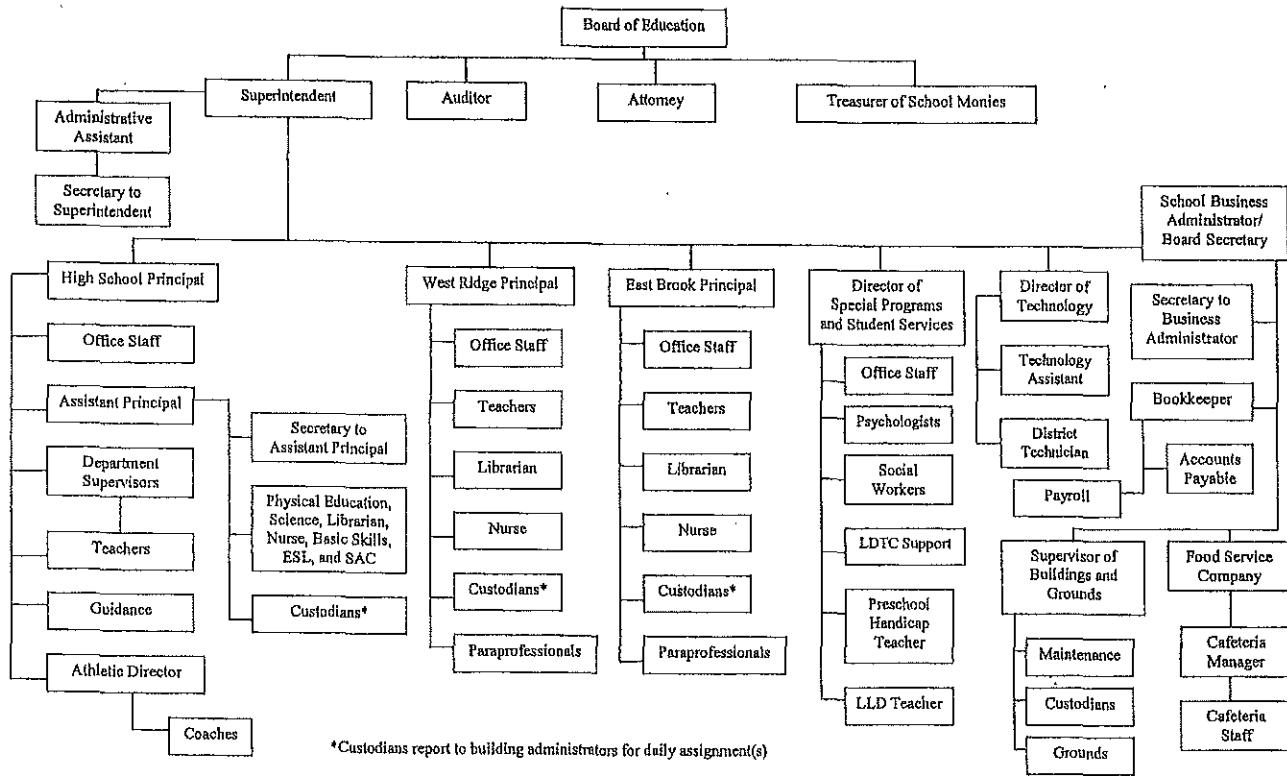 Board of Education
Superintendent
Auditor
Attorney
Treasurer of School Monies
Administrative
Assistant
Secretary to
Superintendent
School Business
Administrator/
Board Secretary
High School Principal
Office Staff
Assistant Principal
Department
Supervisors
Teachers
Guidance
Athletic Director
Coaches
Secretary to
Assistant Principal
Physical Education,
Science, Librarian,
Nurse, Basic Skills,
ESL, and SAC
Custodians*
West Ridge Principal
Office Staff
Teachers
Librarian
Nurse
Custodians*
Paraprofessionals
East Brook Principal
Office Staff
Teachers
Librarian
Nurse
Custodians*
Paraprofessionals
Director of
Special Programs
and Student Services
Office Staff
Psychologists
Social
Workers
LDTC Support
Preschool
Handicap
Teacher
LLD Teacher
Director of
Technology
Technology
Assistant
District
Technician
Secretary to
Business
Administrator
Bookkeeper
Payroll
Accounts
Payable
Supervisor of
Buildings and
Grounds
Maintenance
Custodians
Grounds
Food Service
Company
Cafeteria
Manager
Cafeteria
Staff
*Custodians report to building administrators for daily assignment(s)